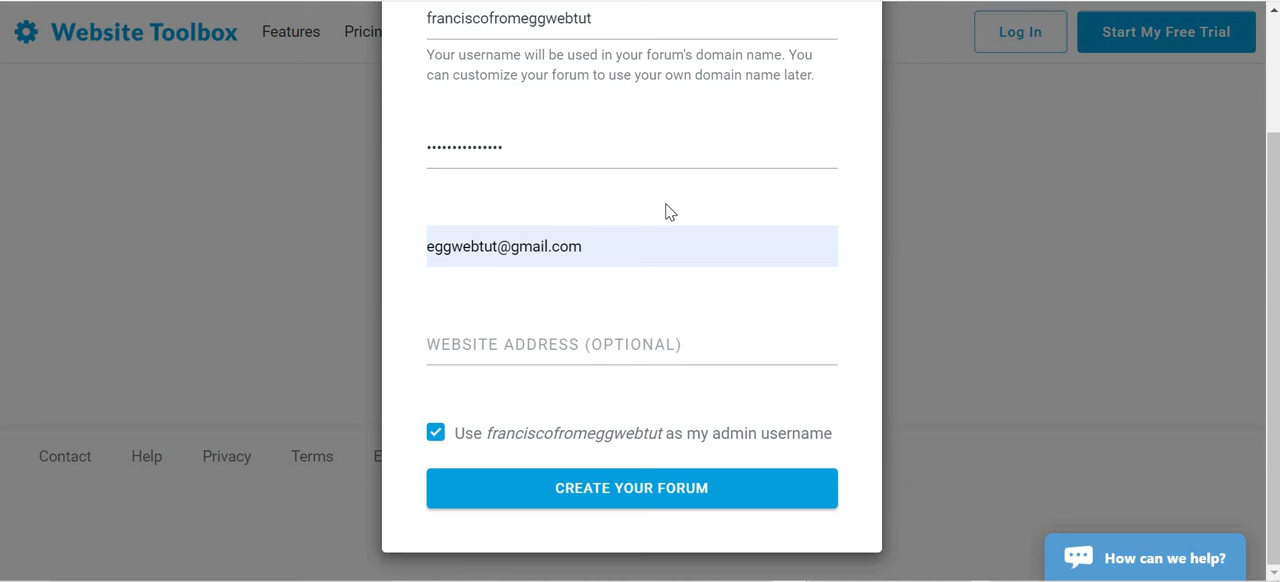 franciscofromeggwebtut
Website Toolbox Features Pricin Log In Start My Free Trial
Your username will be used in your forum's domain name. You
can customize your forum to use your own domain name later.
•••••••••••••••
eggwebtut@gmail.com
WEBSITE ADDRESS (OPTIONAL)
Use franciscofromeggwebtut as my admin username
Contact Help Privacy Terms E
CREATE YOUR FORUM
How can we help?